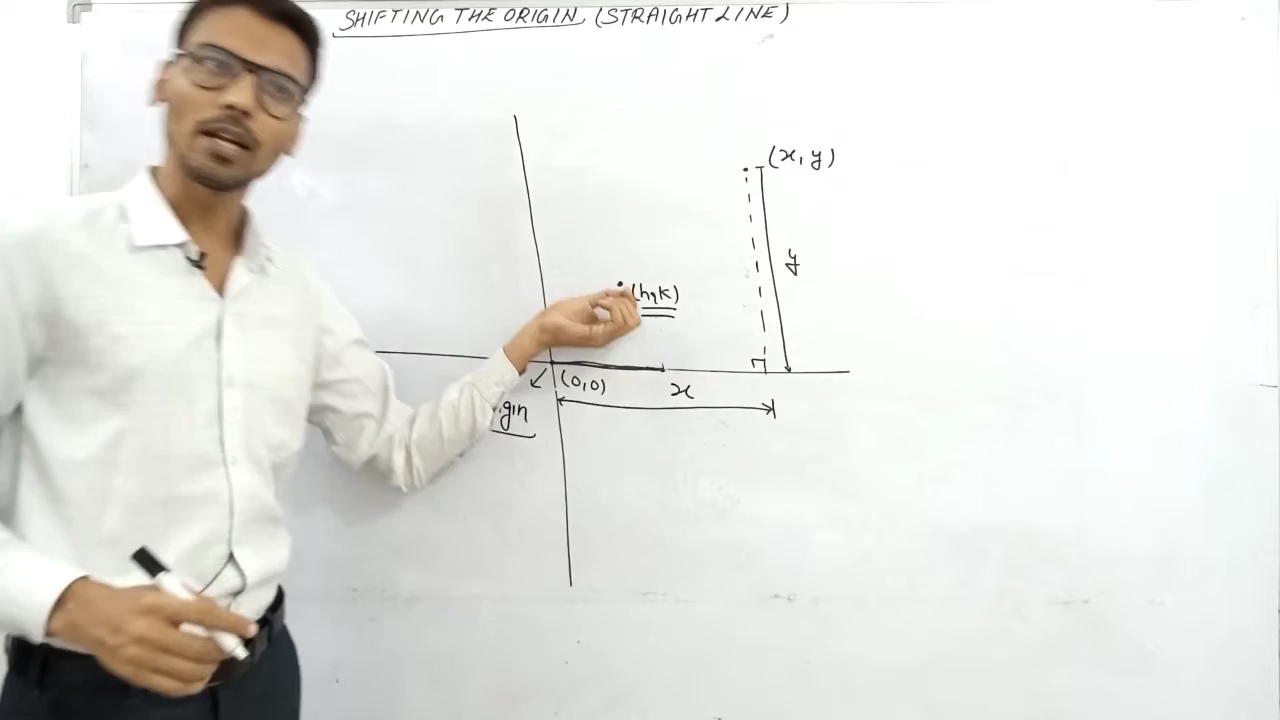 SHIFTING THE ORIGIN (STRAIGHT LINE)
(x, y)
y
(h,k)
(0,0)
x
gin